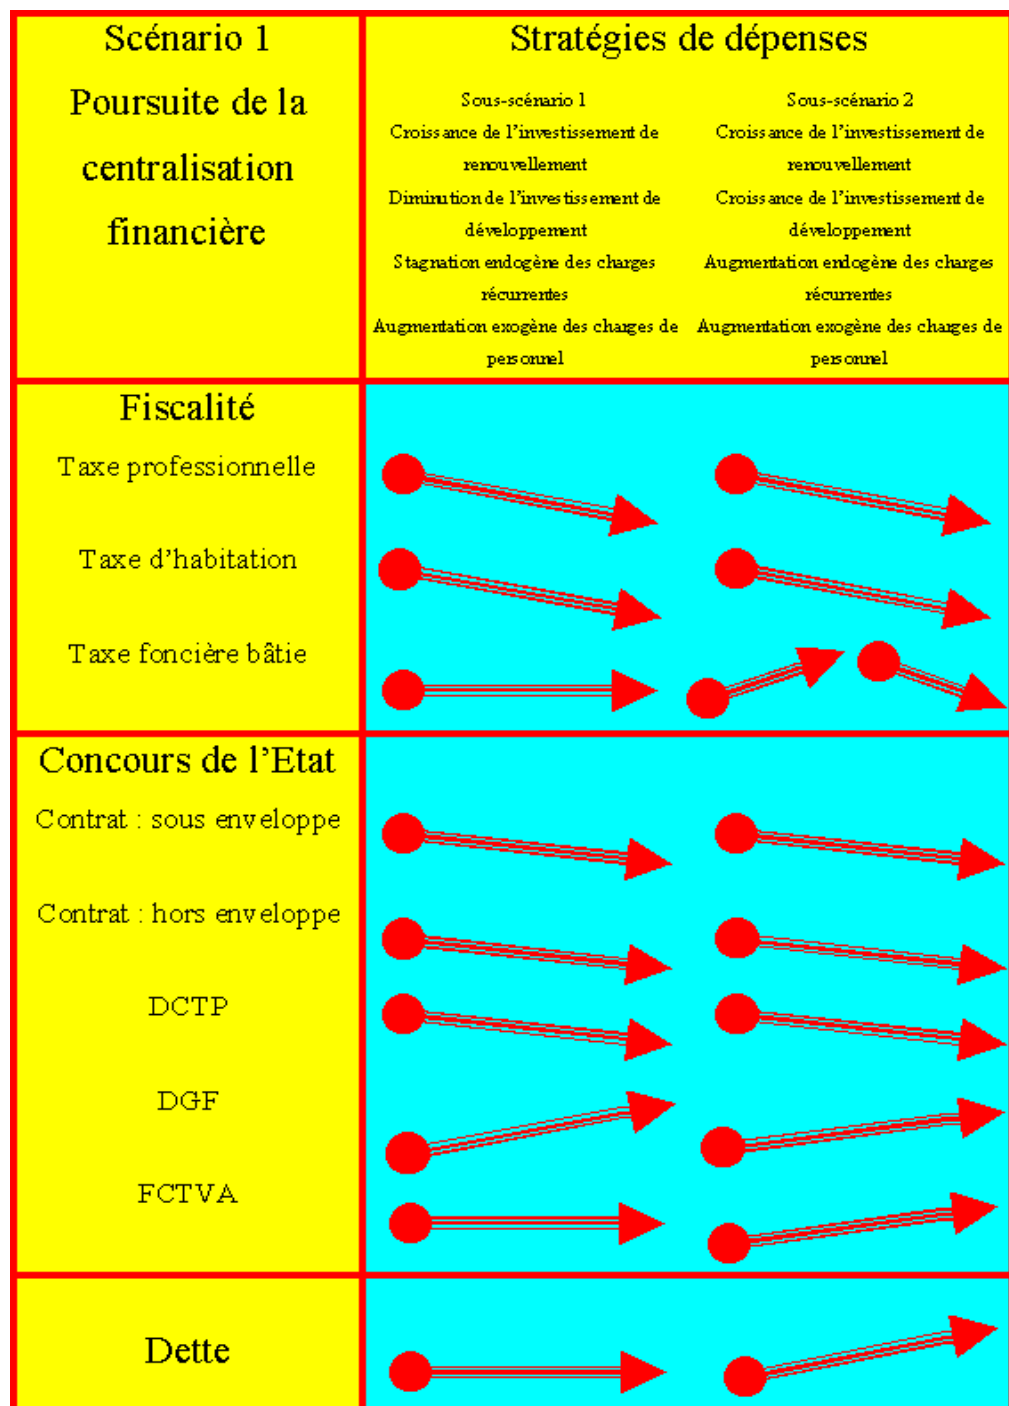 Scénario 1
Poursuite de la
centralisation
financière
Stratégies de dépenses
Sous-scénario 1
Croissance de l'investissement de
renouvellement
Diminution de l'investissement de
développement
Stagnation endogène des charges
récurrentes
Augmentation exogène des charges de
personnel
Sous-scénario 2
Croissance de l'investissement de
renouvellement
Croissance de l'investissement de
développement
Augmentation endogène des charges
récurrentes
Augmentation exogène des charges de
personnel
Fiscalité
Taxe professionnelle
Taxe d'habitation
Taxe foncière bâtie
Concours de l'Etat
Contrat : sous enveloppe
Contrat : hors enveloppe
DCTP
DGF
FCTVA
Dette